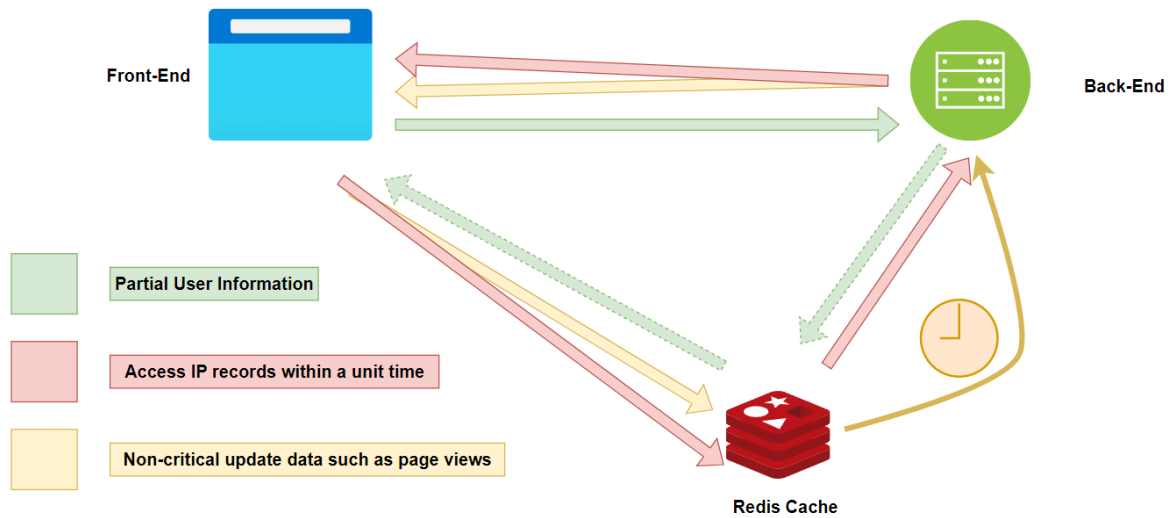 Front-End
Back-End
Partial User Information
Access IP records within a unit time
Non-critical update data such as page views
Redis Cache